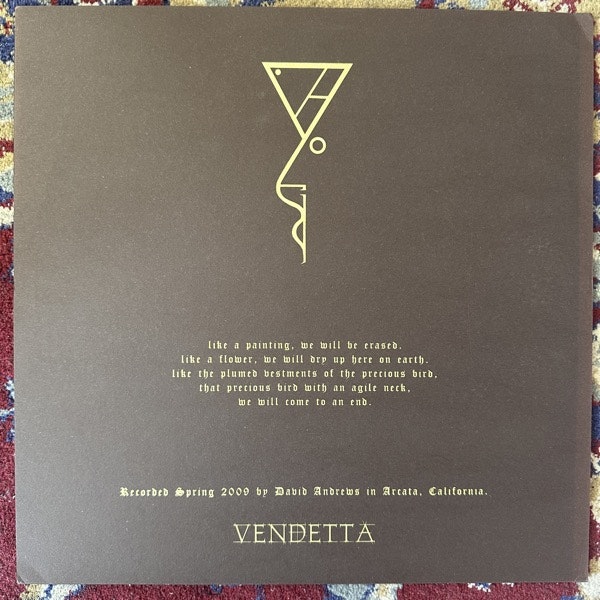 like a painting, we will be erased.
like a flower, we will dry up here on earth.
like the plumed vestments of the precious bird,
that precious bird with an agile neck,
we will come to an end.
Recorded Spring 2009 by David Andrews in Arcata, California.
VENDETTA